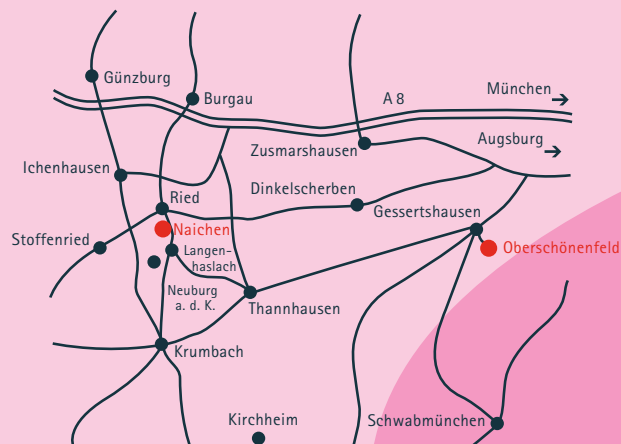 Günzburg
Burgau
A 8
München
Zusmarshausen
Augsburg
Ichenhausen
Ried
Dinkelscherben
Gessertshausen
Stoffenried
Naichen
Langen-
haslach
Oberschönenfeld
Neuburg
a. d. K.
Thannhausen
Krumbach
Kirchheim
Schwabmünchen